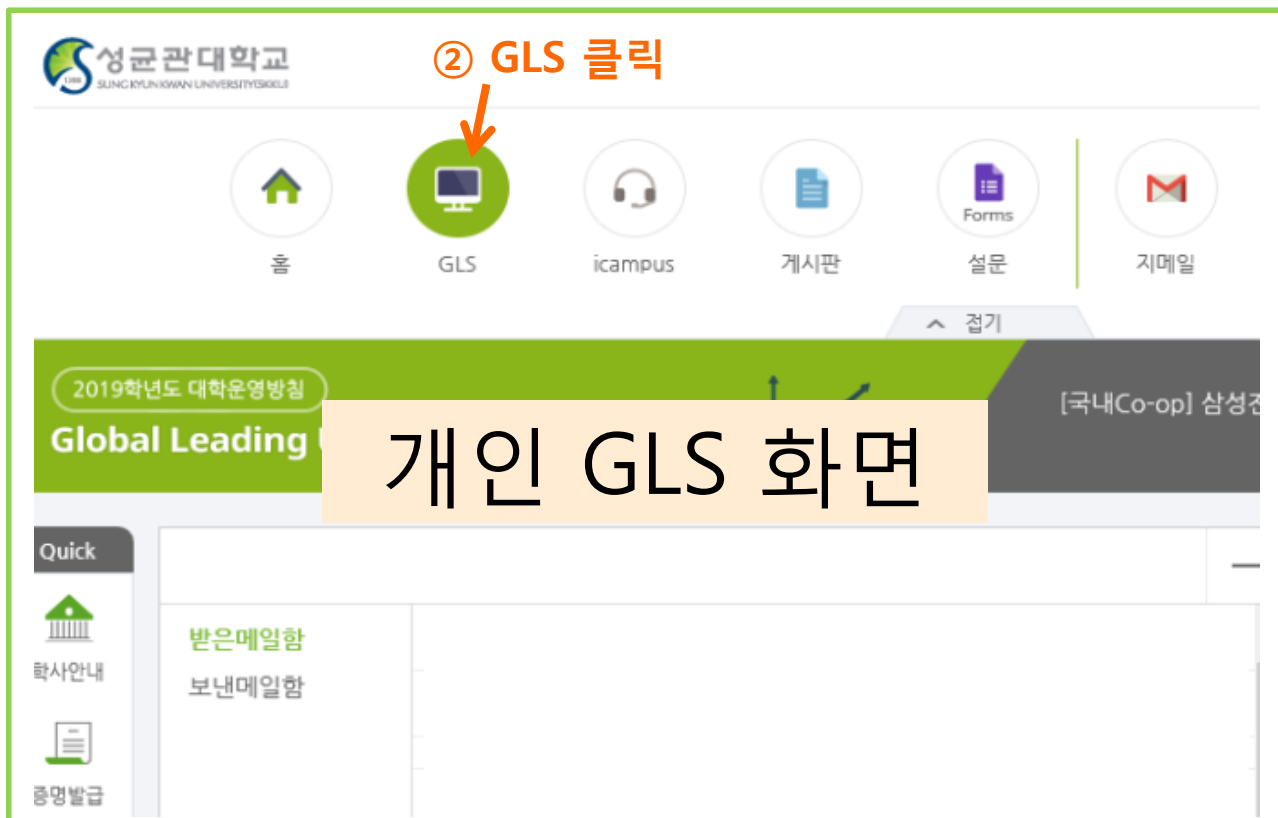 성균관대학교
SUNG KYUN KWAN UNIVERSITY(SKKU)
② GLS 클릭
Forms
홈
GLS
icampus
게시판
설문
지메일
접기
2019학년도 대학운영방침
Global Leading
[국내Co-op] 삼성전
개인 GLS 화면
Quick
받은메일함
학사안내
보낸메일함
증명발급